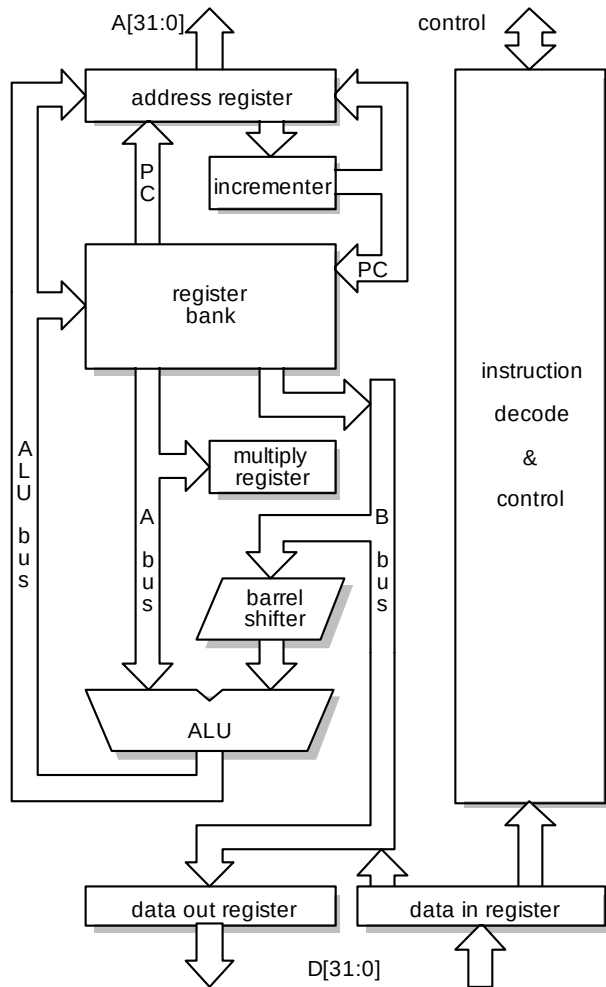 A[31:0]
control
address register
P
C
incrementer
PC
register
bank
instruction
decode
&
control
A
L
U
b
u
s
A
b
u
s
multiply
register
B
b
u
s
barrel
shifter
ALU
data out register
data in register
D[31:0]